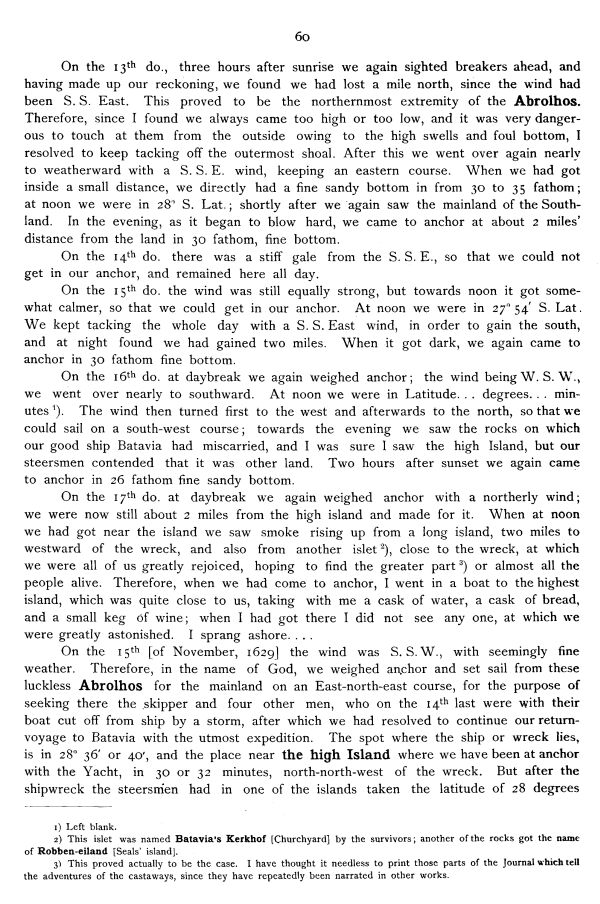 60
On the 13th do., three hours after sunrise we again sighted breakers ahead, and
having made up our reckoning, we found we had lost a mile north, since the wind had
been S. S. East. This proved to be the northernmost extremity of the Abrolhos.
Therefore, since I found we always came too high or too low, and it was very danger-
ous to touch at them from the outside owing to the high swells and foul bottom, I
resolved to keep tacking off the outermost shoal. After this we went over again nearly
to weatherward with a S. S. E. wind, keeping an eastern course. When we had got
inside a small distance, we directly had a fine sandy bottom in from 30 to 35 fathom;
at noon we were in 28° S. Lat.; shortly after we again saw the mainland of the South-
land. In the evening, as it began to blow hard, we came to anchor at about 2 miles'
distance from the land in 30 fathom, fine bottom.
On the 14th do. there was a stiff gale from the S. S. E., so that we could not
get in our anchor, and remained here all day.
On the 15th do. the wind was still equally strong, but towards noon it got some-
what calmer, so that we could get in our anchor. At noon we were in 27° 54′ S. Lat.
We kept tacking the whole day with a S. S. East wind, in order to gain the south,
and at night found we had gained two miles. When it got dark, we again came to
anchor in 30 fathom fine bottom.
On the 16th do. at daybreak we again weighed anchor; the wind being W. S. W.,
we went over nearly to southward. At noon we were in Latitude... degrees... min-
utes 1). The wind then turned first to the west and afterwards to the north, so that we
could sail on a south-west course; towards the evening we saw the rocks on which
our good ship Batavia had miscarried, and I was sure I saw the high Island, but our
steersmen contended that it was other land. Two hours after sunset we again came
to anchor in 26 fathom fine sandy bottom.
On the 17th do. at daybreak we again weighed anchor with a northerly wind;
we were now still about 2 miles from the high island and made for it. When at noon
we had got near the island we saw smoke rising up from a long island, two miles to
westward of the wreck, and also from another islet 2), close to the wreck, at which
we were all of us greatly rejoiced, hoping to find the greater part 3) or almost all the
people alive. Therefore, when we had come to anchor, I went in a boat to the highest
island, which was quite close to us, taking with me a cask of water, a cask of bread,
and a small keg of wine; when I had got there I did not see any one, at which we
were greatly astonished. I sprang ashore....
On the 15th [of November, 1629] the wind was S. S.W., with seemingly fine
weather. Therefore, in the name of God, we weighed anchor and set sail from these
luckless Abrolhos for the mainland on an East-north-east course, for the purpose of
seeking there the skipper and four other men, who on the 14th last were with their
boat cut off from ship by a storm, after which we had resolved to continue our return-
voyage to Batavia with the utmost expedition. The spot where the ship or wreck lies,
is in 28° 36′ or 40′, and the place near the high Island where we have been at anchor
with the Yacht, in 30 or 32 minutes, north-north-west of the wreck. But after the
shipwreck the steersmen had in one of the islands taken the latitude of 28 degrees
1) Left blank.
2) This islet was named Batavia's Kerkhof [Churchyard] by the survivors; another of the rocks got the name
of Robben-eiland [Seals' island].
3) This proved actually to be the case. I have thought it needless to print those parts of the Journal which tell
the adventures of the castaways, since they have repeatedly been narrated in other works.